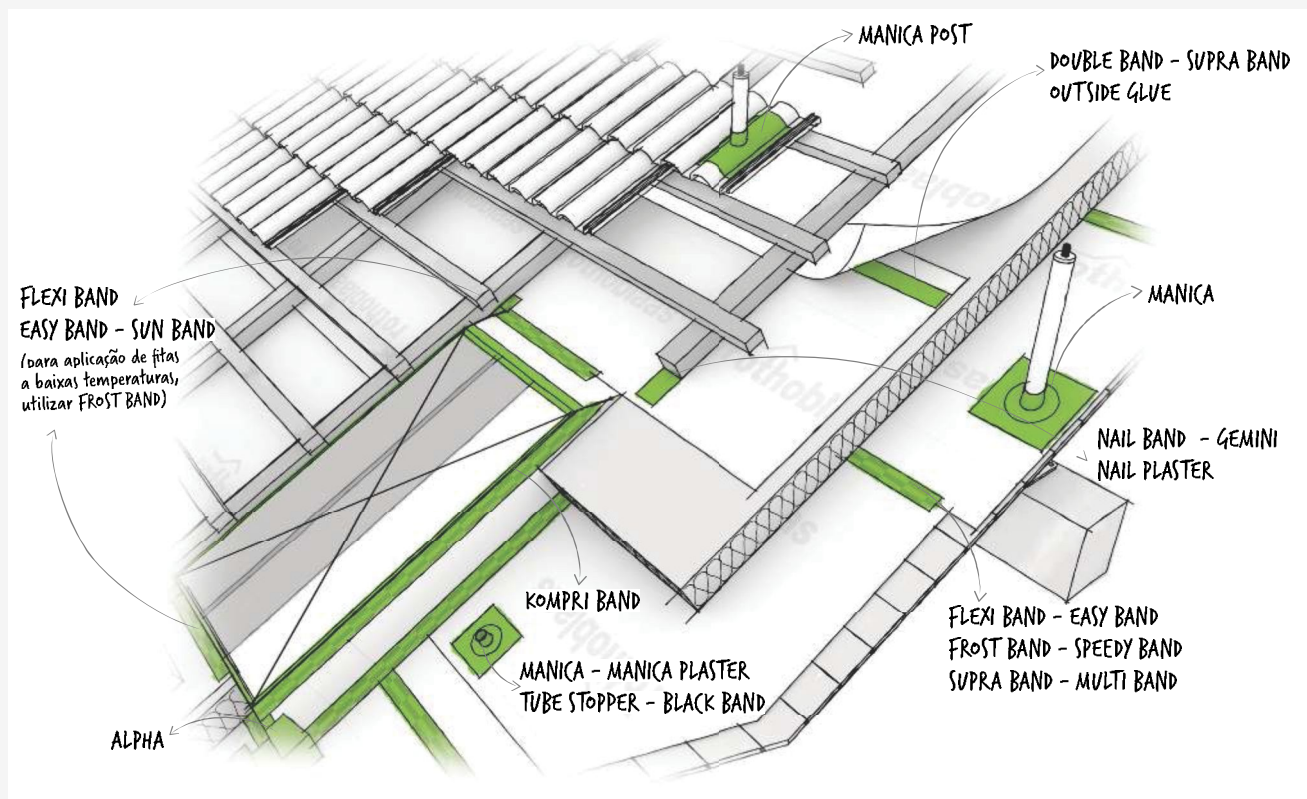 MANICA POST
DOUBLE BAND - SUPRA BAND
OUTSIDE GLUE
MANICA
FLEXI BAND
EASY BAND - SUN BAND
(para aplicação de fitas
a baixas temperaturas,
utilizar FROST BAND)
NAIL BAND - GEMINI
NAIL PLASTER
KOMPRI BAND
FLEXI BAND - EASY BAND
FROST BAND - SPEEDY BAND
SUPRA BAND - MULTI BAND
MANICA - MANICA PLASTER
TUBE STOPPER - BLACK BAND
ALPHA